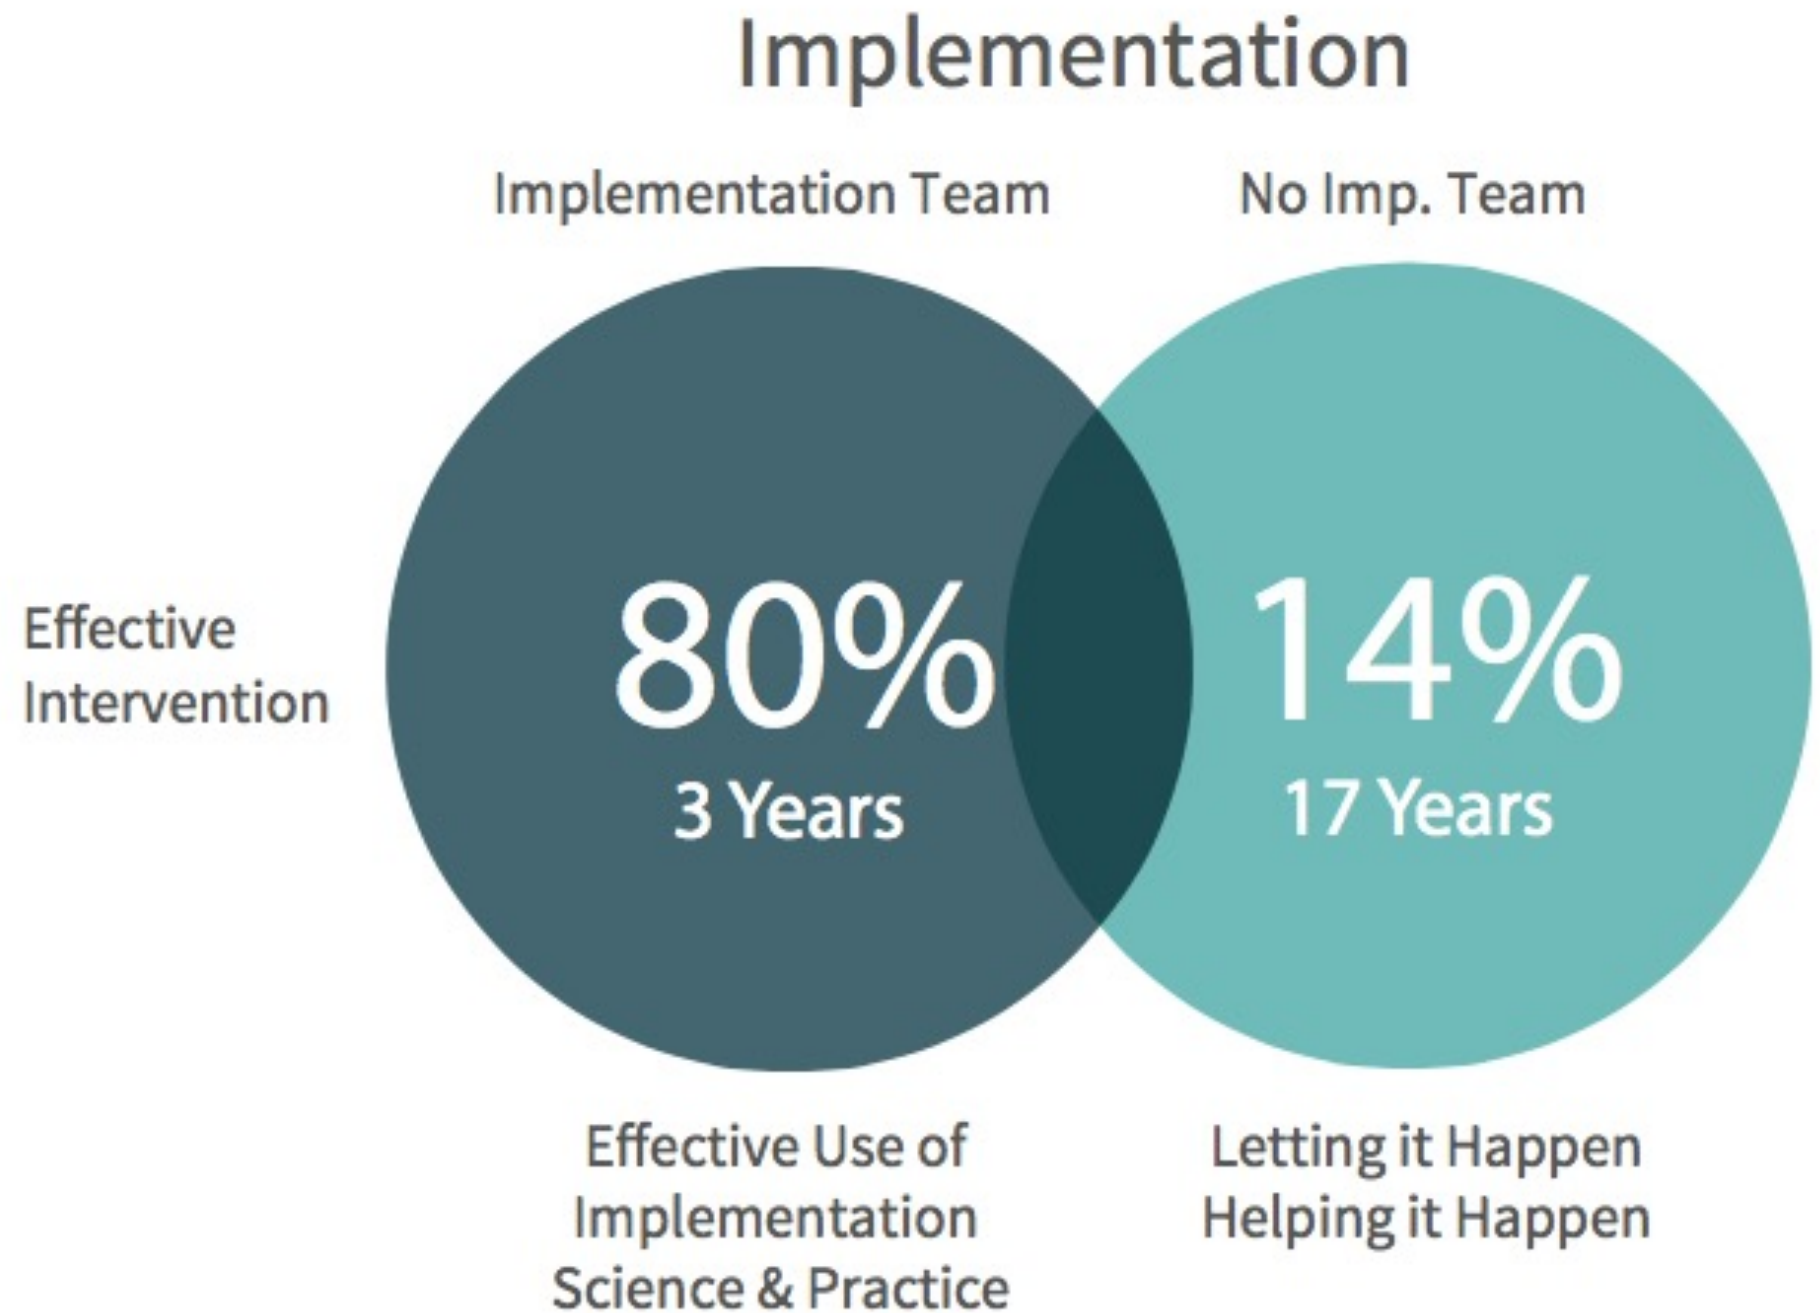 Implementation
Implementation Team
No Imp. Team
Effective
Intervention
80%
3 Years
14%
17 Years
Effective Use of
Implementation
Science & Practice
Letting it Happen
Helping it Happen